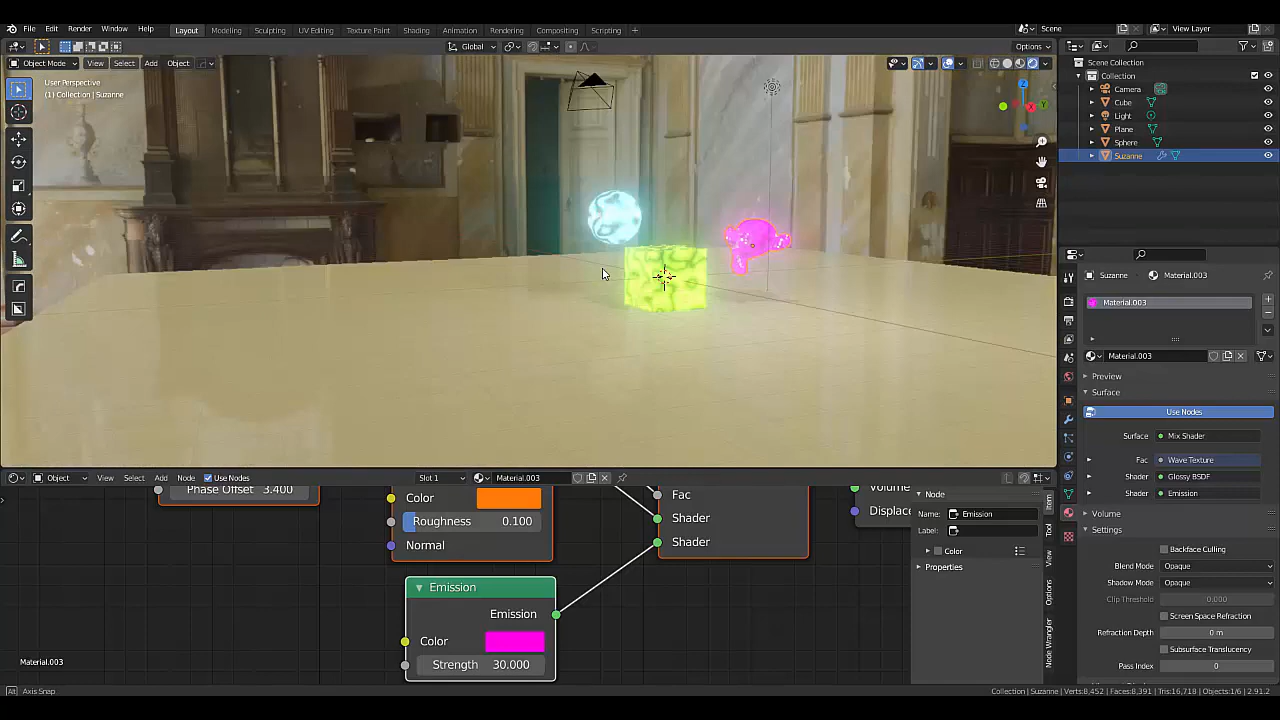 File Edit Render Window Help Layout Modeling Sculpting UV Editing Texture Paint Shading Animation Rendering Compositing Scripting + Scene View Layer
Global Options
Object Mode View Select Add Object
User Perspective
(1) Collection | Suzanne
Scene Collection
Collection
Camera
Cube
Light
Plane
Sphere
Suzanne
Suzanne Material.003
Material.003
Material.003
Preview
Surface
Use Nodes
Surface Mix Shader
Fac Wave Texture
Shader Glossy BSDF
Shader Emission
Volume
Settings
Backface Culling
Blend Mode Opaque
Shadow Mode Opaque
Clip Threshold 0.000
Screen Space Refraction
Refraction Depth 0 m
Subsurface Translucency
Pass Index 0
Object View Select Add Node Use Nodes Slot 1 Material.003
Phase Offset 3.400
Color
Roughness 0.100
Normal
Fac
Shader
Shader
Displac
Emission
Emission
Color
Strength 30.000
Node
Name: Emission
Label:
Color
Properties
Item
Tool
View
Options
Node Wrangler
Material.003
Axis Snap
Collection | Suzanne | Verts:8,452 | Faces:8,391 | Tris:16,718 | Objects:1/6 | 2.91.2